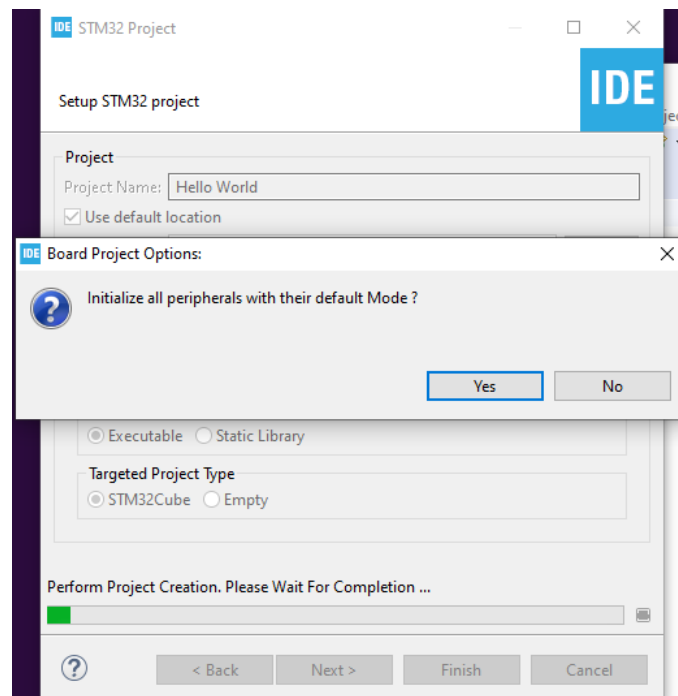 IDE STM32 Project
Setup STM32 project
IDE
Project
Project Name: Hello World
Use default location
IDE Board Project Options:
Initialize all peripherals with their default Mode ?
Yes No
Executable Static Library
Targeted Project Type
STM32Cube Empty
Perform Project Creation. Please Wait For Completion ...
? < Back Next > Finish Cancel